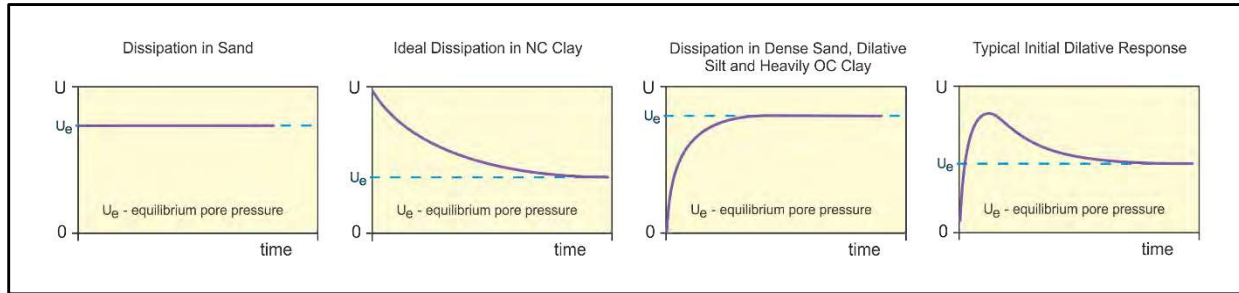 Dissipation in Sand
U
Ue
Ue - equilibrium pore pressure
0
time
Ideal Dissipation in NC Clay
U
Ue
Ue - equilibrium pore pressure
0
time
Dissipation in Dense Sand, Dilative
Silt and Heavily OC Clay
U
Ue
Ue - equilibrium pore pressure
0
time
Typical Initial Dilative Response
U
Ue
Ue - equilibrium pore pressure
0
time